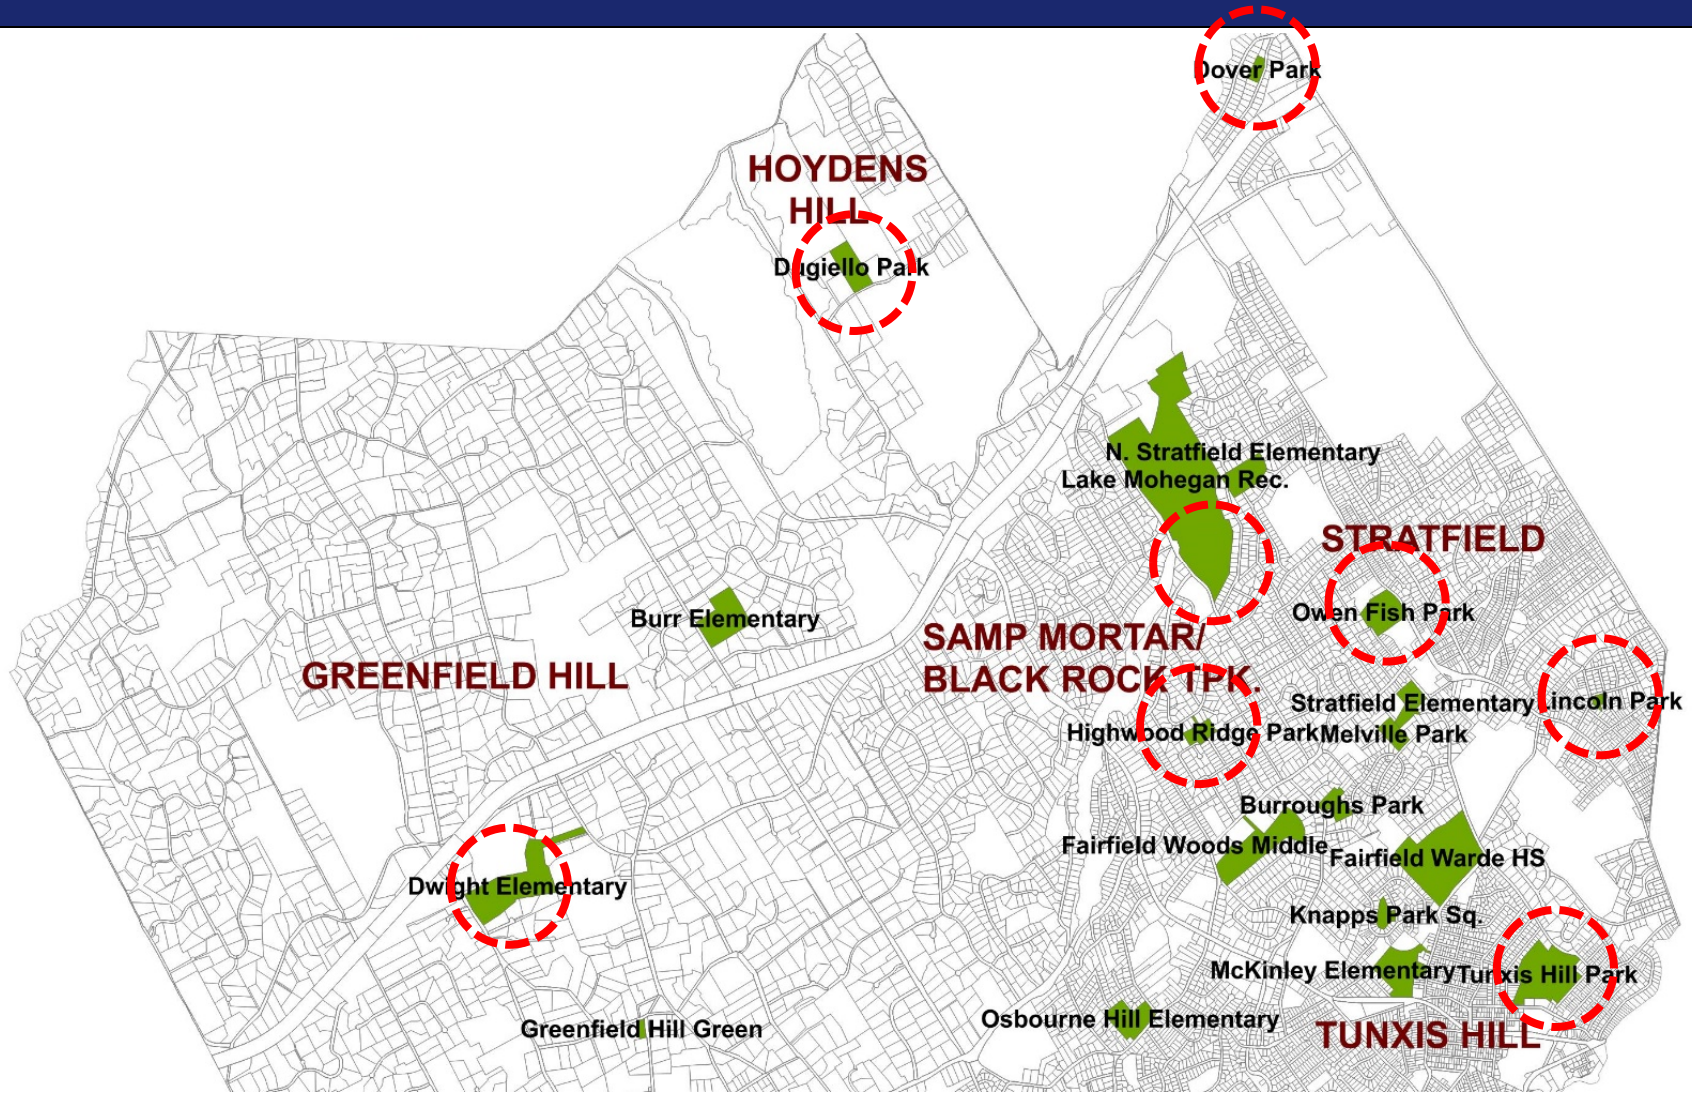 Dover Park
HOYDENS
HILL
Dugiello Park
N. Stratfield Elementary
Lake Mohegan Rec.
STRATFIELD
Owen Fish Park
Burr Elementary
SAMP MORTAR/
BLACK ROCK TPK.
GREENFIELD HILL
Stratfield Elementary
Lincoln Park
Highwood Ridge Park
Melville Park
Burroughs Park
Fairfield Woods Middle
Fairfield Warde HS
Dwight Elementary
Knapps Park Sq.
McKinley Elementary
Tunxis Hill Park
Osbourne Hill Elementary
Greenfield Hill Green
TUNXIS HILL